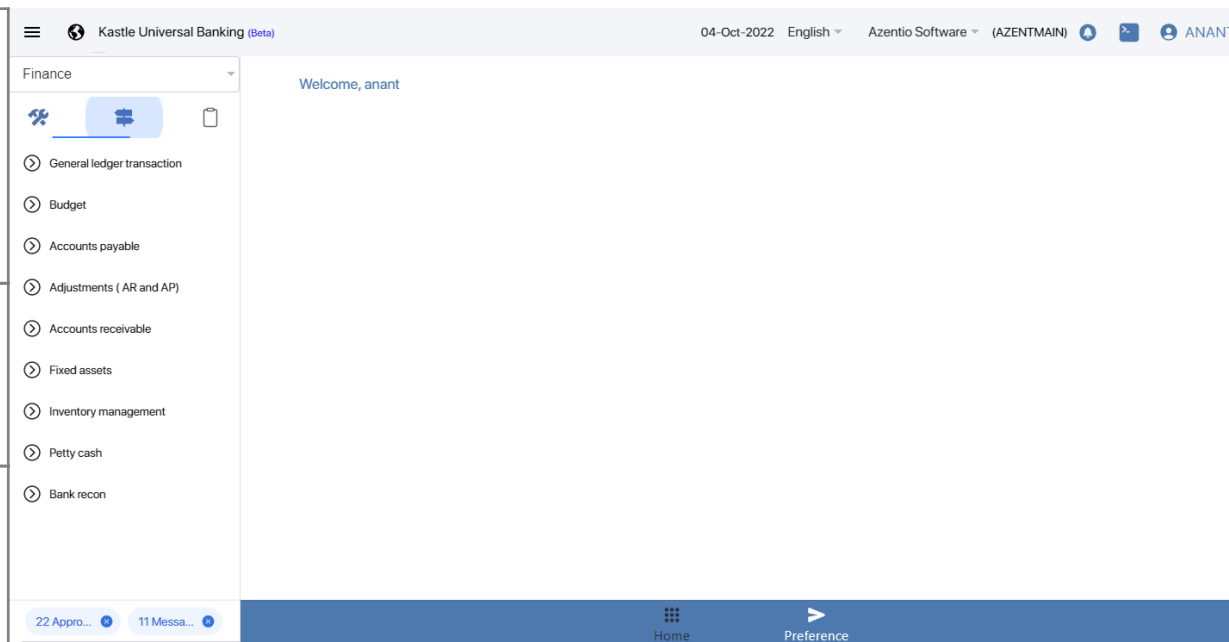 Kastle Universal Banking (Beta)
04-Oct-2022 English Azentio Software (AZENTMAIN) ANANT
Finance
Welcome, anant
General ledger transaction
Budget
Accounts payable
Adjustments ( AR and AP)
Accounts receivable
Fixed assets
Inventory management
Petty cash
Bank recon
22 Appro... 11 Messa...
Home Preference